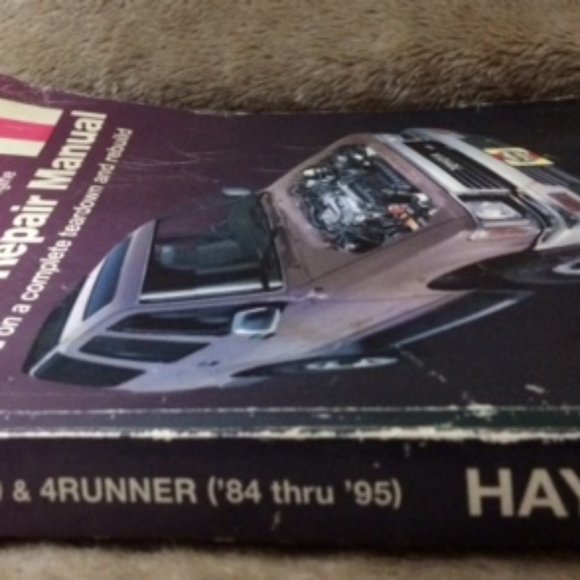 Repair Manual
on a complete teardown and rebuild
& 4RUNNER ('84 thru '95) HAY